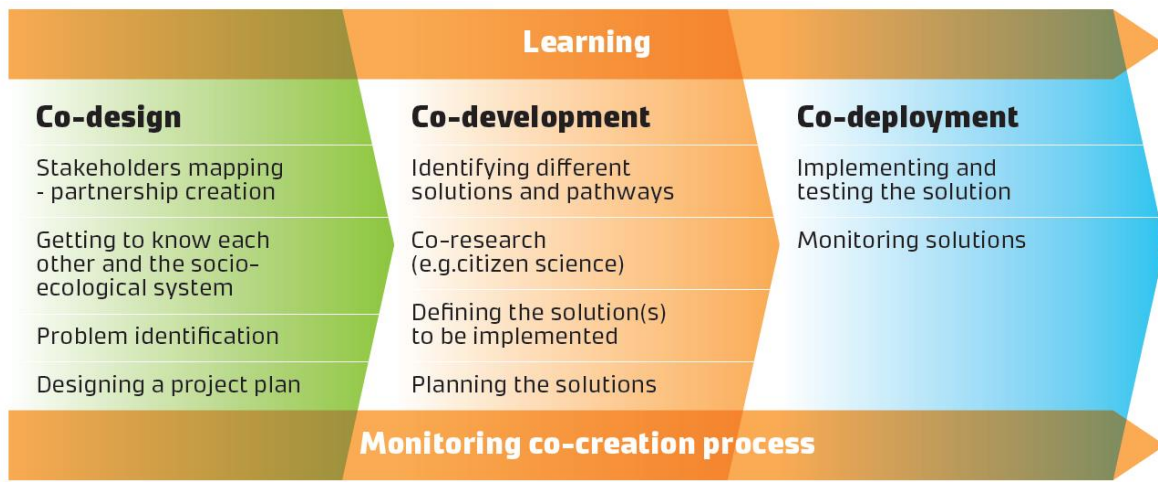 Learning
Co-design
Stakeholders mapping
- partnership creation
Getting to know each
other and the socio-
ecological system
Problem identification
Designing a project plan
Co-development
Identifying different
solutions and pathways
Co-research
(e.g.citizen science)
Defining the solution(s)
to be implemented
Planning the solutions
Co-deployment
Implementing and
testing the solution
Monitoring solutions
Monitoring co-creation process